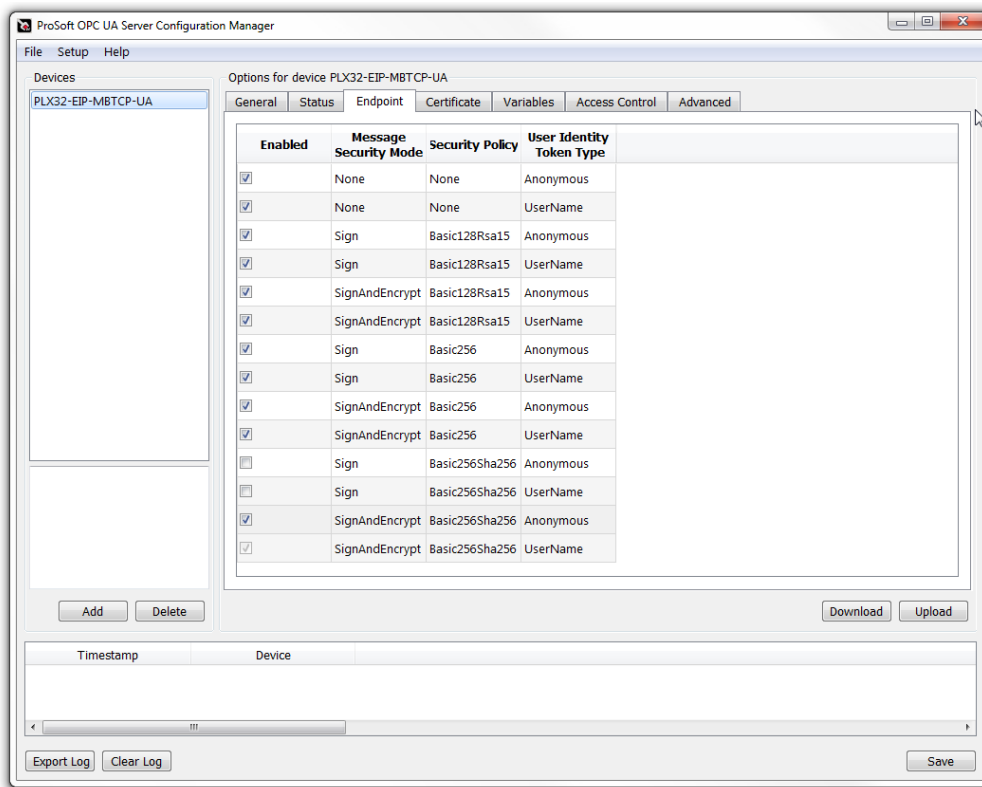 ProSoft OPC UA Server Configuration Manager
File Setup Help
Devices
PLX32-EIP-MBTCP-UA
Add Delete
Options for device PLX32-EIP-MBTCP-UA
General Status Endpoint Certificate Variables Access Control Advanced
Enabled Message Security Mode Security Policy User Identity Token Type
None None Anonymous
None None UserName
Sign Basic128Rsa15 Anonymous
Sign Basic128Rsa15 UserName
SignAndEncrypt Basic128Rsa15 Anonymous
SignAndEncrypt Basic128Rsa15 UserName
Sign Basic256 Anonymous
Sign Basic256 UserName
SignAndEncrypt Basic256 Anonymous
SignAndEncrypt Basic256 UserName
Sign Basic256Sha256 Anonymous
Sign Basic256Sha256 UserName
SignAndEncrypt Basic256Sha256 Anonymous
SignAndEncrypt Basic256Sha256 UserName
Download Upload
Timestamp Device
Export Log Clear Log Save